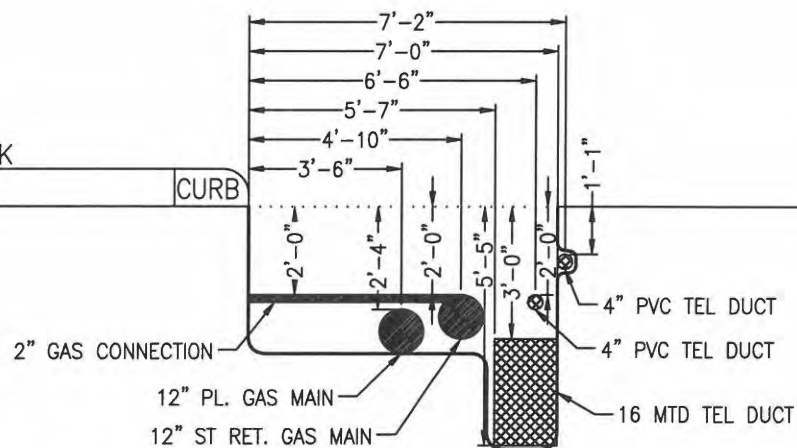 7'-2"
7'-0"
6'-6"
5'-7"
4'-10"
3'-6"
1'-1"
K
CURB
2'-0"
2'-4"
2'-0"
5'-5"
3'-0"
2'-0"
4" PVC TEL DUCT
2" GAS CONNECTION
4" PVC TEL DUCT
12" PL. GAS MAIN
16 MTD TEL DUCT
12" ST RET. GAS MAIN